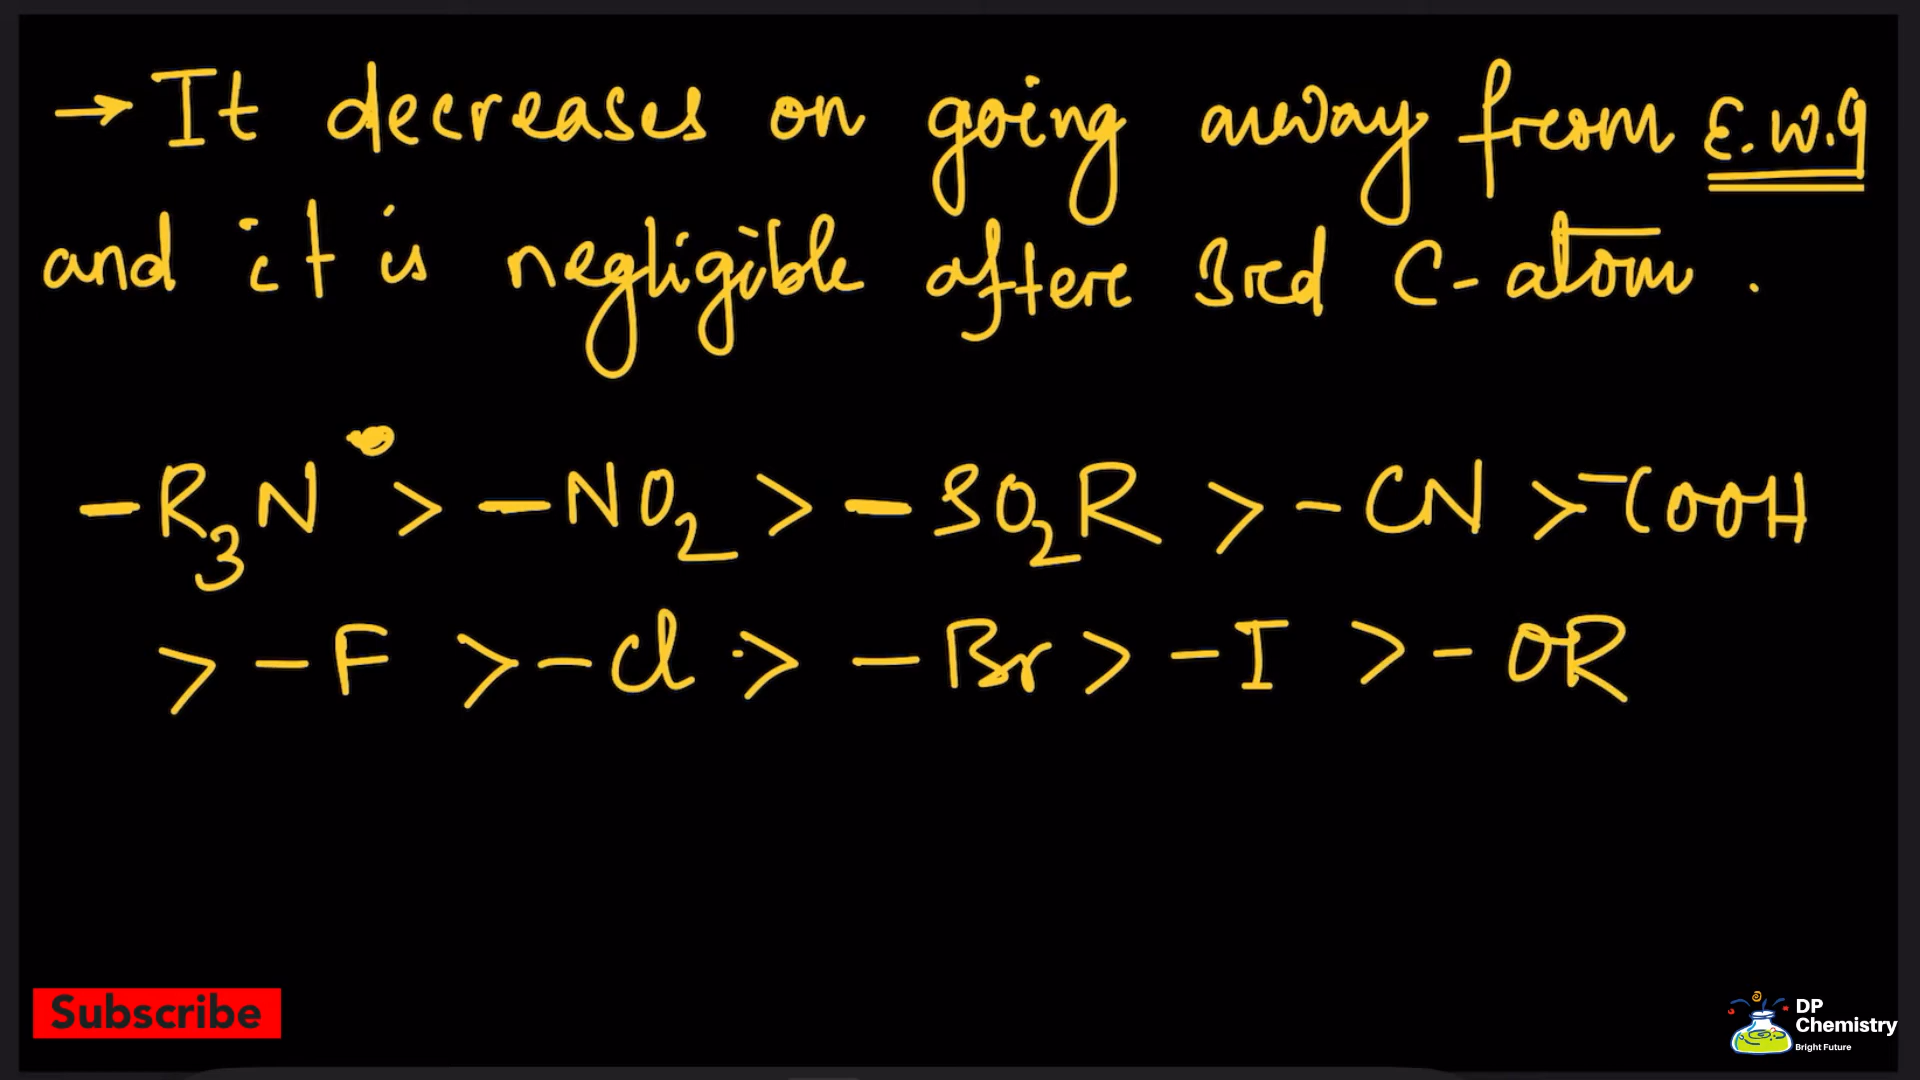 → It decreases on going away from E.W.G
and it is negligible after 3rd C-atom.
-R₃N > -NO₂ > -SO₂R > -CN > -COOH
> -F > -Cl > -Br > -I > -OR
Subscribe
DP
Chemistry
Bright Future